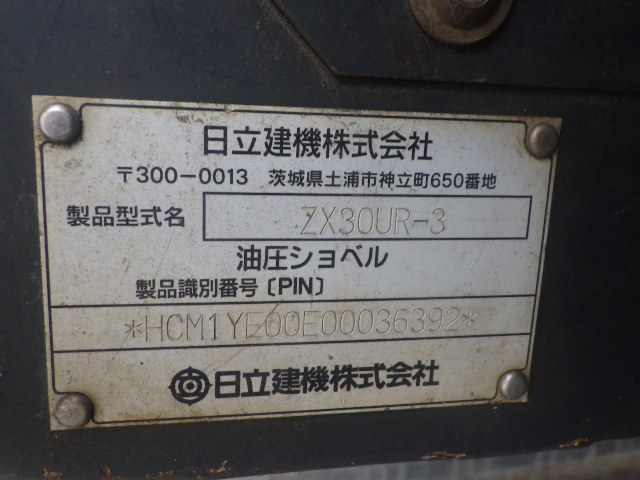 日立建機株式会社
〒300-0013 茨城県土浦市神立町650番地
製品型式名 ZX30UR-3
油圧ショベル
製品識別番号〔PIN〕
*HCM1YE00E00036392*
日立建機株式会社